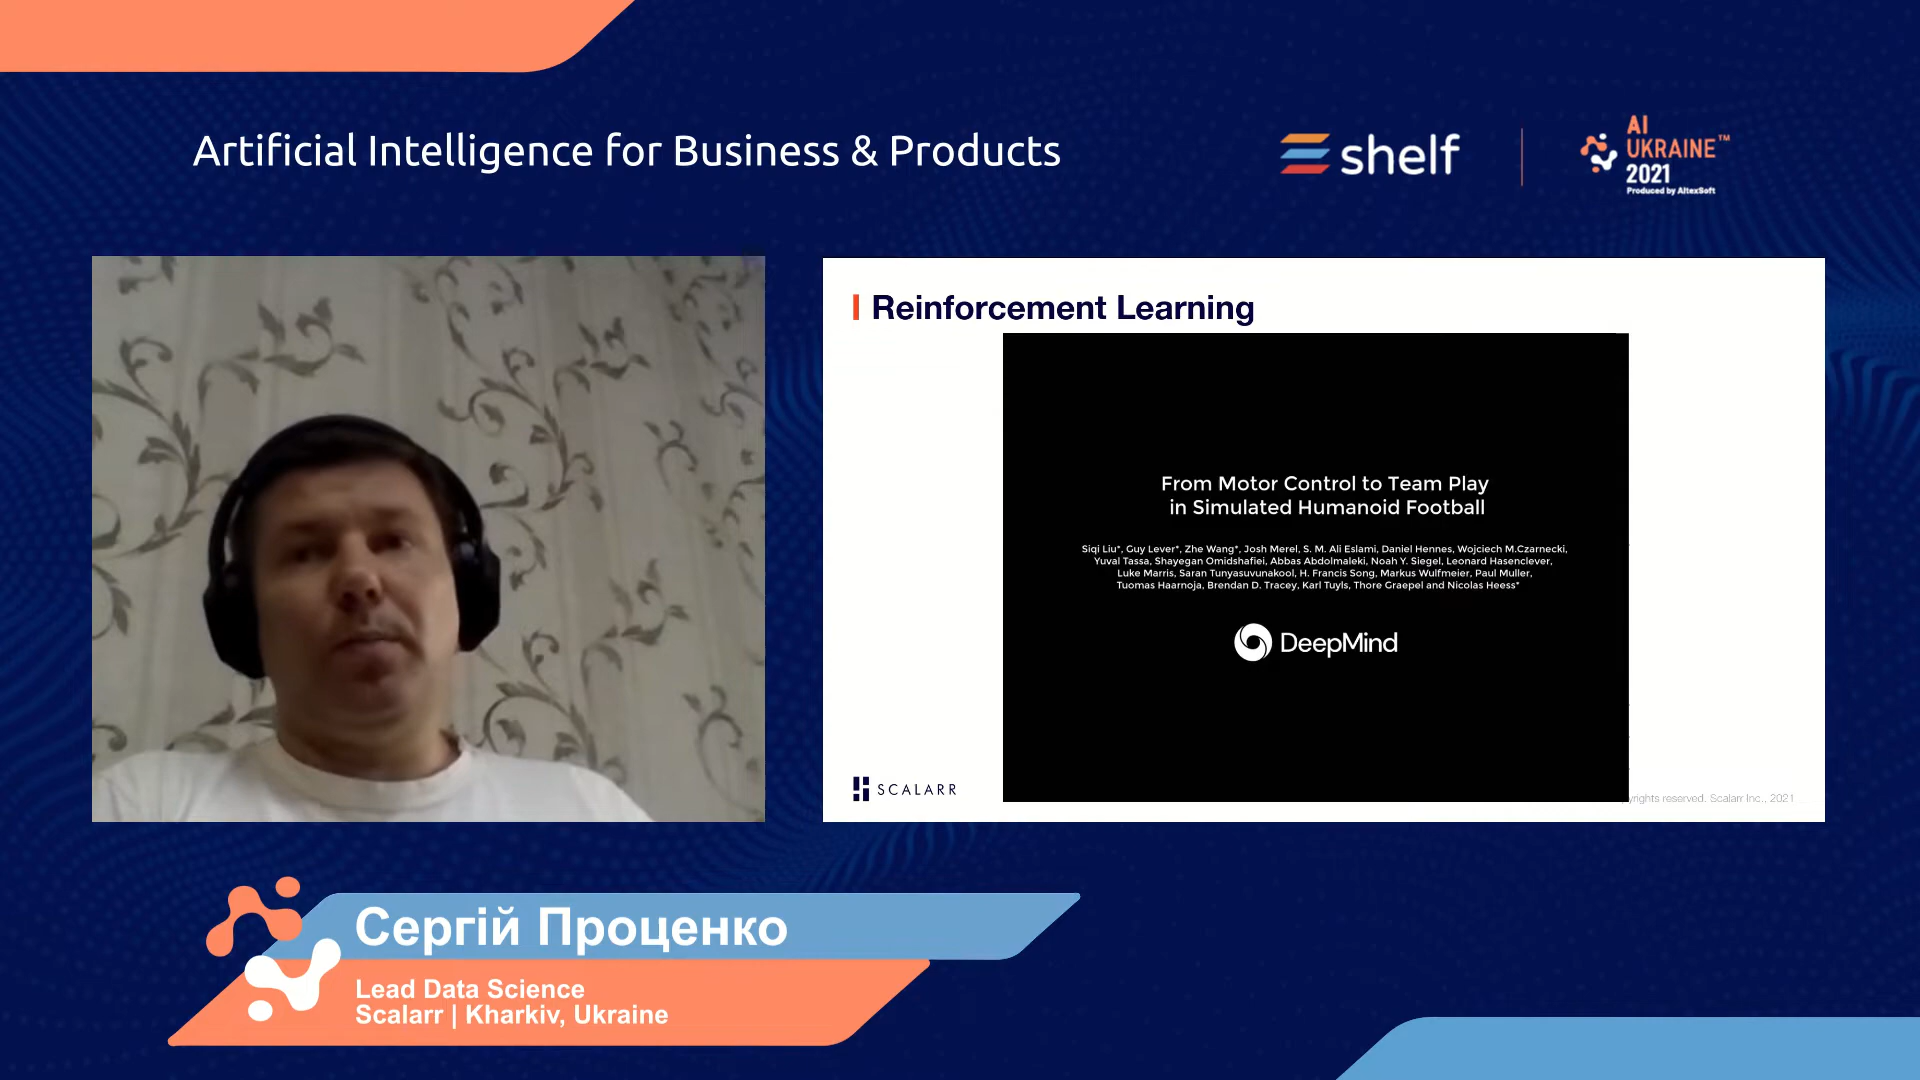 Artificial Intelligence for Business & Products
shelf
AI
UKRAINE™
2021
Produced by AltexSoft
Reinforcement Learning
From Motor Control to Team Play
in Simulated Humanoid Football
Siqi Liu*, Guy Lever*, Zhe Wang*, Josh Merel, S. M. Ali Eslami, Daniel Hennes, Wojciech M.Czarnecki,
Yuval Tassa, Shayegan Omidshafiei, Abbas Abdolmaleki, Noah Y. Siegel, Leonard Hasenclever,
Luke Marris, Saran Tunyasuvunakool, H. Francis Song, Markus Wulfmeier, Paul Muller,
Tuomas Haarnoja, Brendan D. Tracey, Karl Tuyls, Thore Graepel and Nicolas Heess*
DeepMind
SCALARR
reserved. Scalarr Inc., 2021
Сергій Проценко
Lead Data Science
Scalarr | Kharkiv, Ukraine